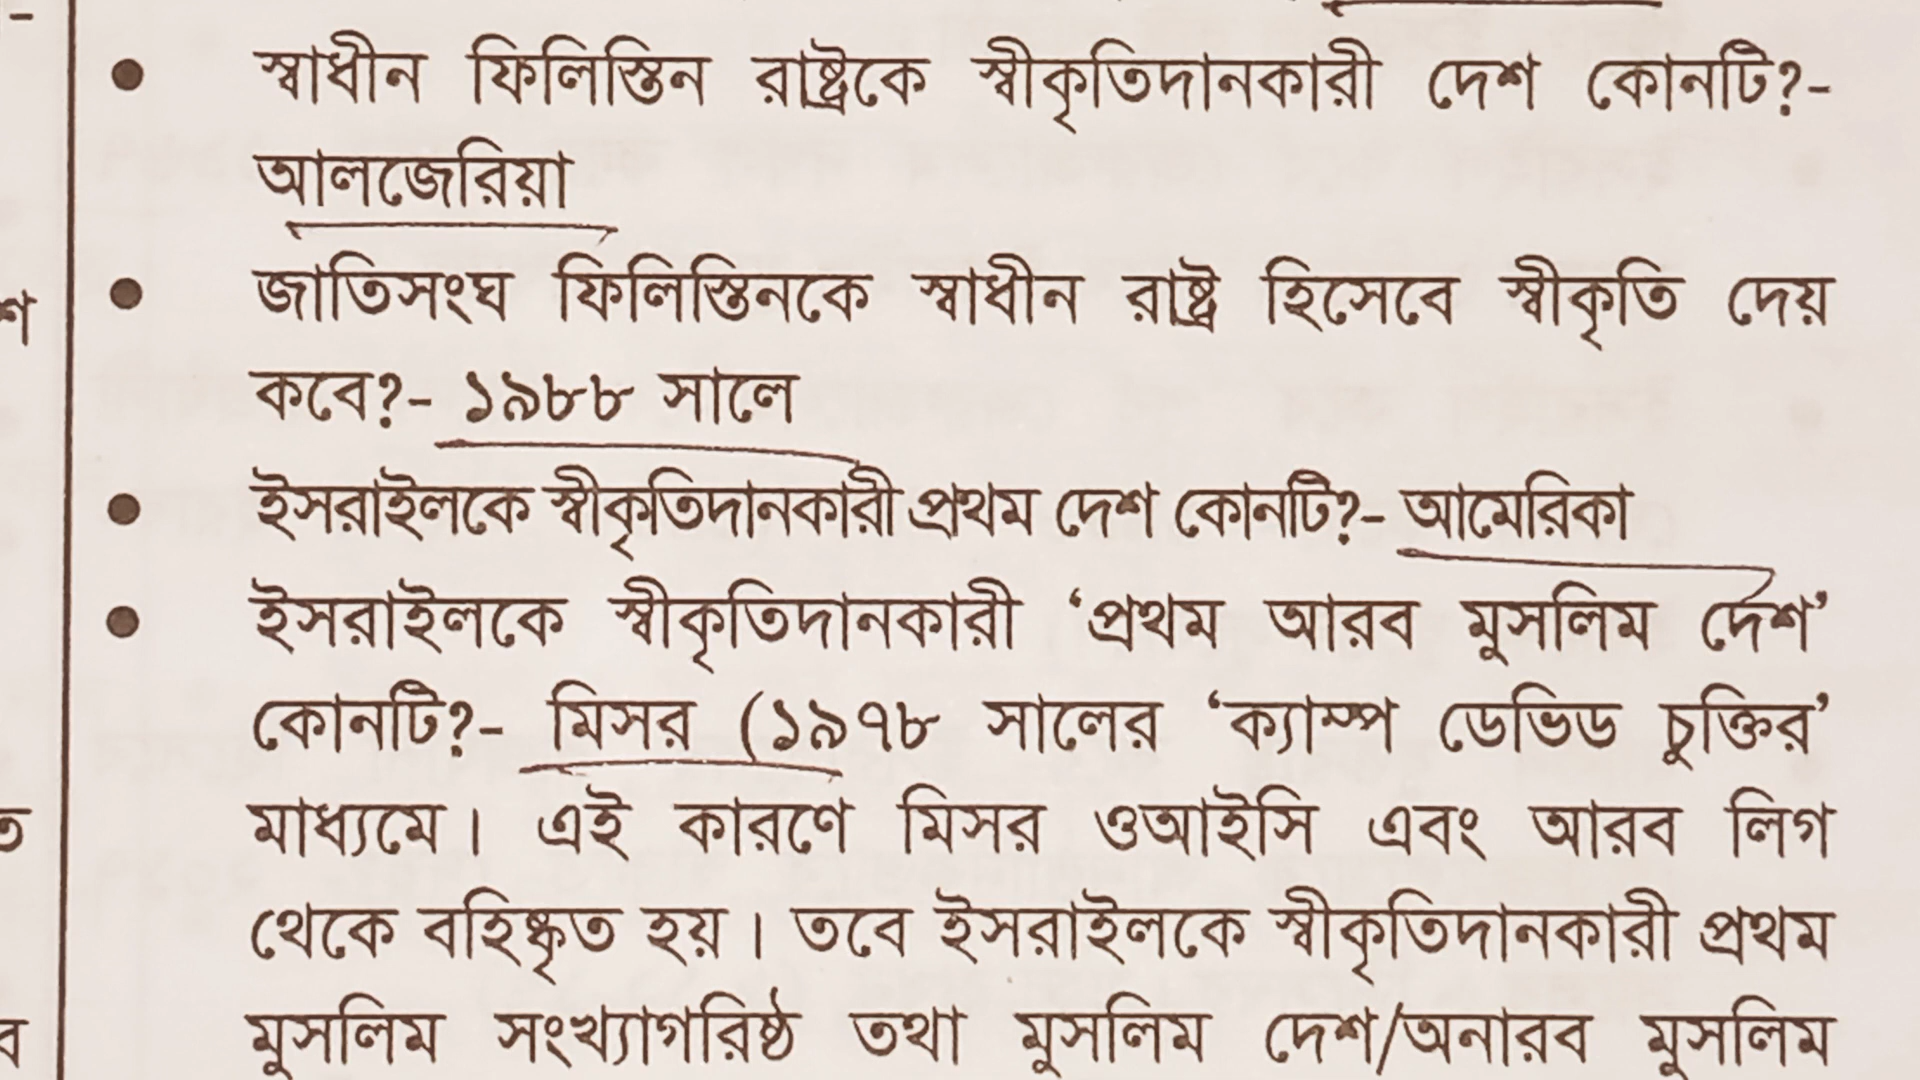 স্বাধীন ফিলিস্তিন রাষ্ট্রকে স্বীকৃতিদানকারী দেশ কোনটি?-
আলজেরিয়া
জাতিসংঘ ফিলিস্তিনকে স্বাধীন রাষ্ট্র হিসেবে স্বীকৃতি দেয়
কবে?- ১৯৮৮ সালে
ইসরাইলকে স্বীকৃতিদানকারী প্রথম দেশ কোনটি?- আমেরিকা
ইসরাইলকে স্বীকৃতিদানকারী ‘প্রথম আরব মুসলিম দেশ’
কোনটি?- মিসর (১৯৭৮ সালের ‘ক্যাম্প ডেভিড চুক্তির’
মাধ্যমে। এই কারণে মিসর ওআইসি এবং আরব লিগ
থেকে বহিষ্কৃত হয়। তবে ইসরাইলকে স্বীকৃতিদানকারী প্রথম
মুসলিম সংখ্যাগরিষ্ঠ তথা মুসলিম দেশ/অনারব মুসলিম